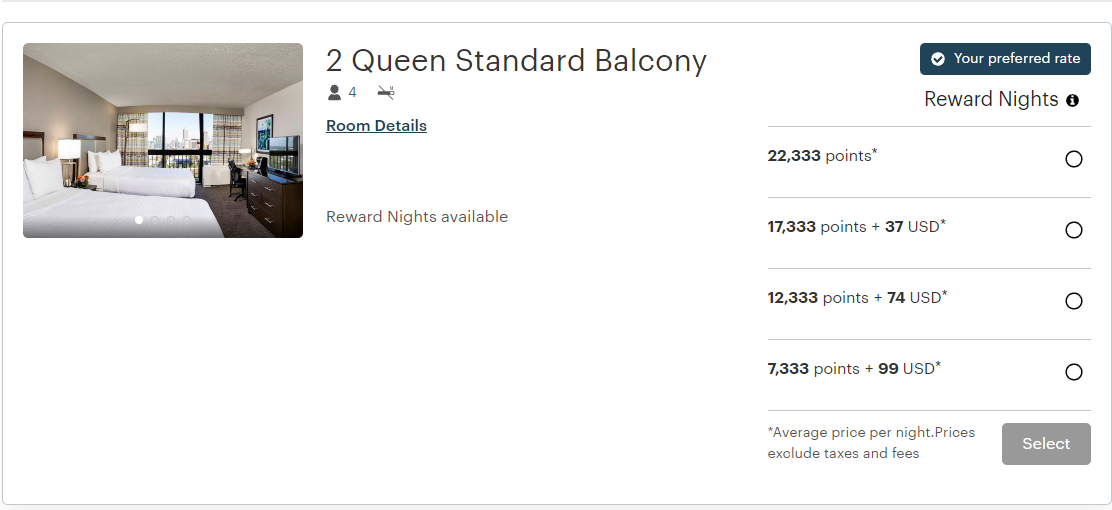 2 Queen Standard Balcony
4
Room Details
Reward Nights available
Your preferred rate
Reward Nights
22,333 points*
17,333 points + 37 USD*
12,333 points + 74 USD*
7,333 points + 99 USD*
*Average price per night.Prices
exclude taxes and fees
Select